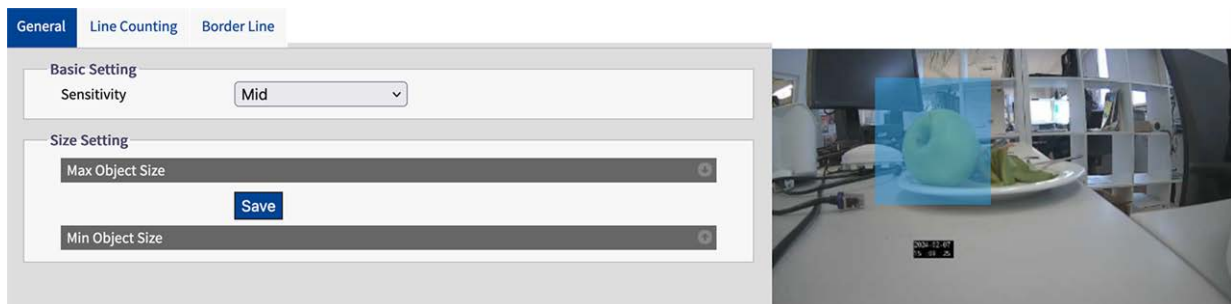 General Line Counting Border Line
Basic Setting
Sensitivity Mid
Size Setting
Max Object Size
Save
Min Object Size